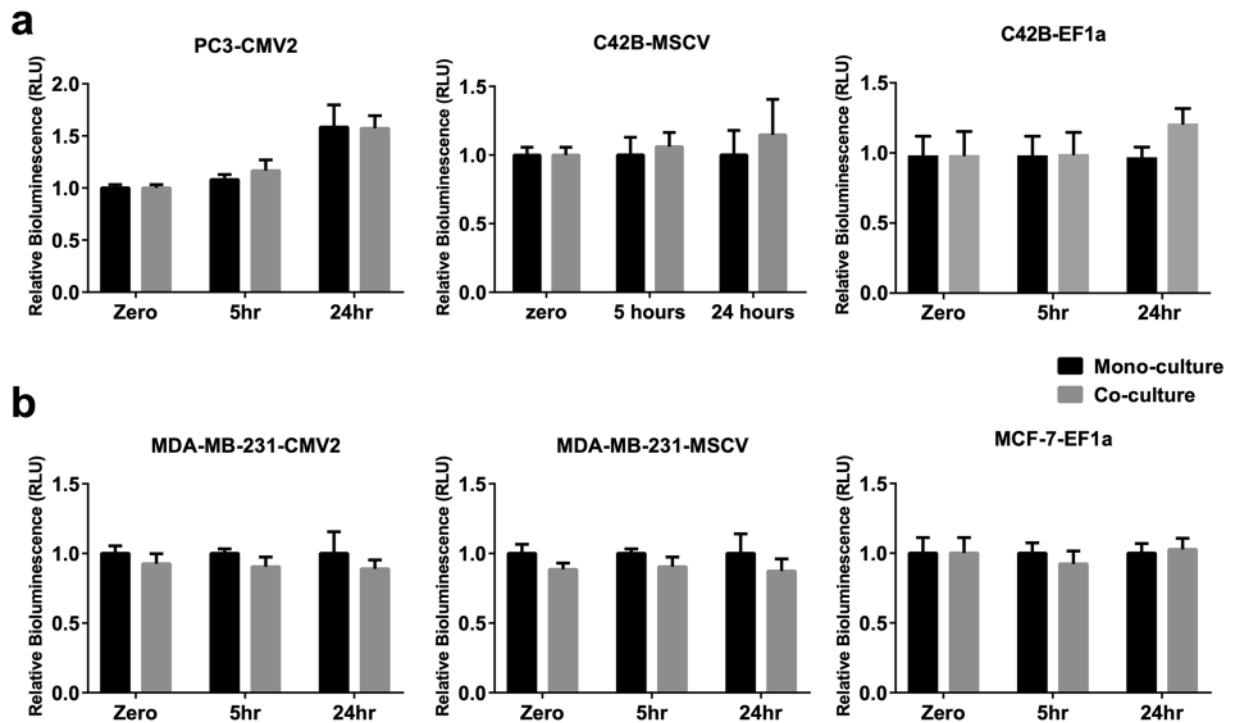 a
PC3-CMV2
Relative Bioluminescence (RLU)
2.0
1.5
1.0
0.5
0.0
Zero 5hr 24hr
C42B-MSCV
Relative Bioluminescence (RLU)
1.5
1.0
0.5
0.0
zero 5 hours 24 hours
C42B-EF1a
Relative Bioluminescence (RLU)
1.5
1.0
0.5
0.0
Zero 5hr 24hr
Mono-culture
Co-culture
b
MDA-MB-231-CMV2
Relative Bioluminescence (RLU)
1.5
1.0
0.5
0.0
Zero 5hr 24hr
MDA-MB-231-MSCV
Relative Bioluminescence (RLU)
1.5
1.0
0.5
0.0
Zero 5hr 24hr
MCF-7-EF1a
Relative Bioluminescence (RLU)
1.5
1.0
0.5
0.0
Zero 5hr 24hr